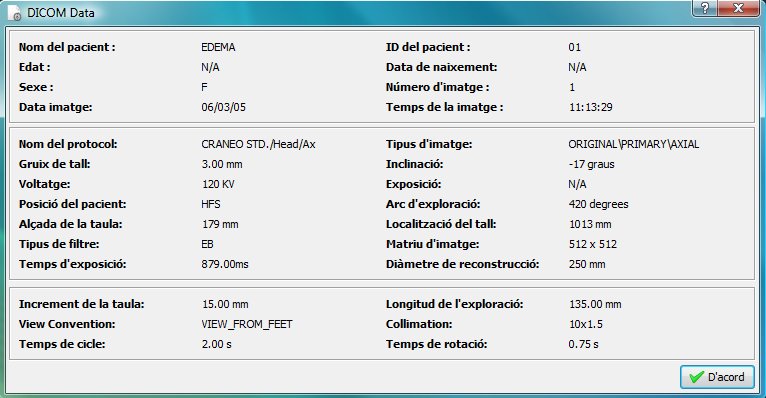 DICOM Data
Nom del pacient : EDEMA ID del pacient : 01
Edat : N/A Data de naixement: N/A
Sexe : F Número d'imatge : 1
Data imatge: 06/03/05 Temps de la imatge : 11:13:29
Nom del protocol: CRANEO STD./Head/Ax Tipus d'imatge: ORIGINAL\PRIMARY\AXIAL
Gruix de tall: 3.00 mm Inclinació: -17 graus
Voltatge: 120 KV Exposició: N/A
Posició del pacient: HFS Arc d'exploració: 420 degrees
Alçada de la taula: 179 mm Localització del tall: 1013 mm
Tipus de filtre: EB Matriu d'imatge: 512 x 512
Temps d'exposició: 879.00ms Diàmetre de reconstrucció: 250 mm
Increment de la taula: 15.00 mm Longitud de l'exploració: 135.00 mm
View Convention: VIEW_FROM_FEET Collimation: 10x1.5
Temps de cicle: 2.00 s Temps de rotació: 0.75 s
D'acord